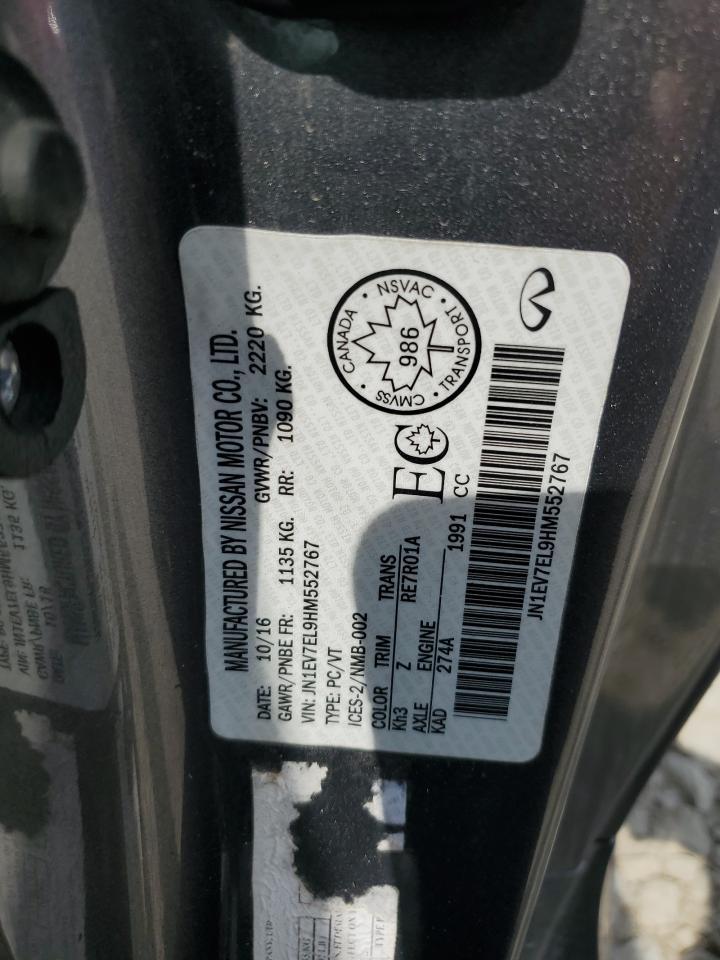 MANUFACTURED BY NISSAN MOTOR CO., LTD.
DATE: 10/16 GVWR/PNBV: 2220 KG.
GAWR/PNBE FR: 1135 KG. RR: 1090 KG.
VIN: JN1EV7EL9HM552767
TYPE: PC/VT
ICES-2/NMB-002
COLOR TRIM TRANS
Kh3 Z RE7R01A
AXLE ENGINE
KAD 274A 1991 CC
CANADA · NSVAC · TRANSPORT · CMVSS ·
986
EC
JN1EV7EL9HM552767